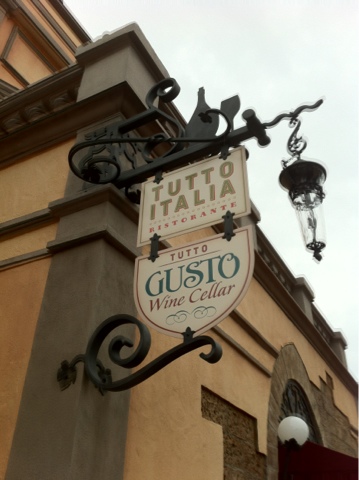 TUTTO
ITALIA
RISTORANTE
TUTTO
GUSTO
Wine Cellar